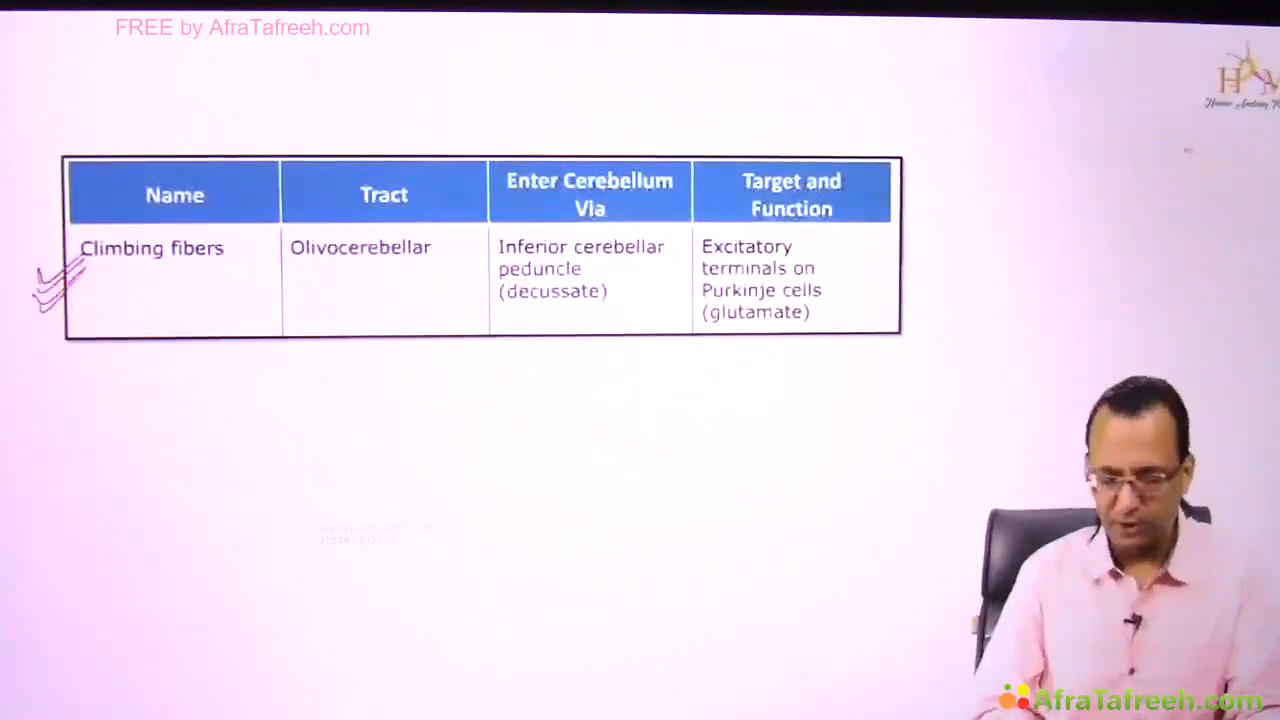 FREE by AfraTafreeh.com
Name
Tract
Enter Cerebellum
Via
Target and
Function
Climbing fibers
Olivocerebellar
Inferior cerebellar
peduncle
(decussate)
Excitatory
terminals on
Purkinje cells
(glutamate)
AfraTafreeh.com